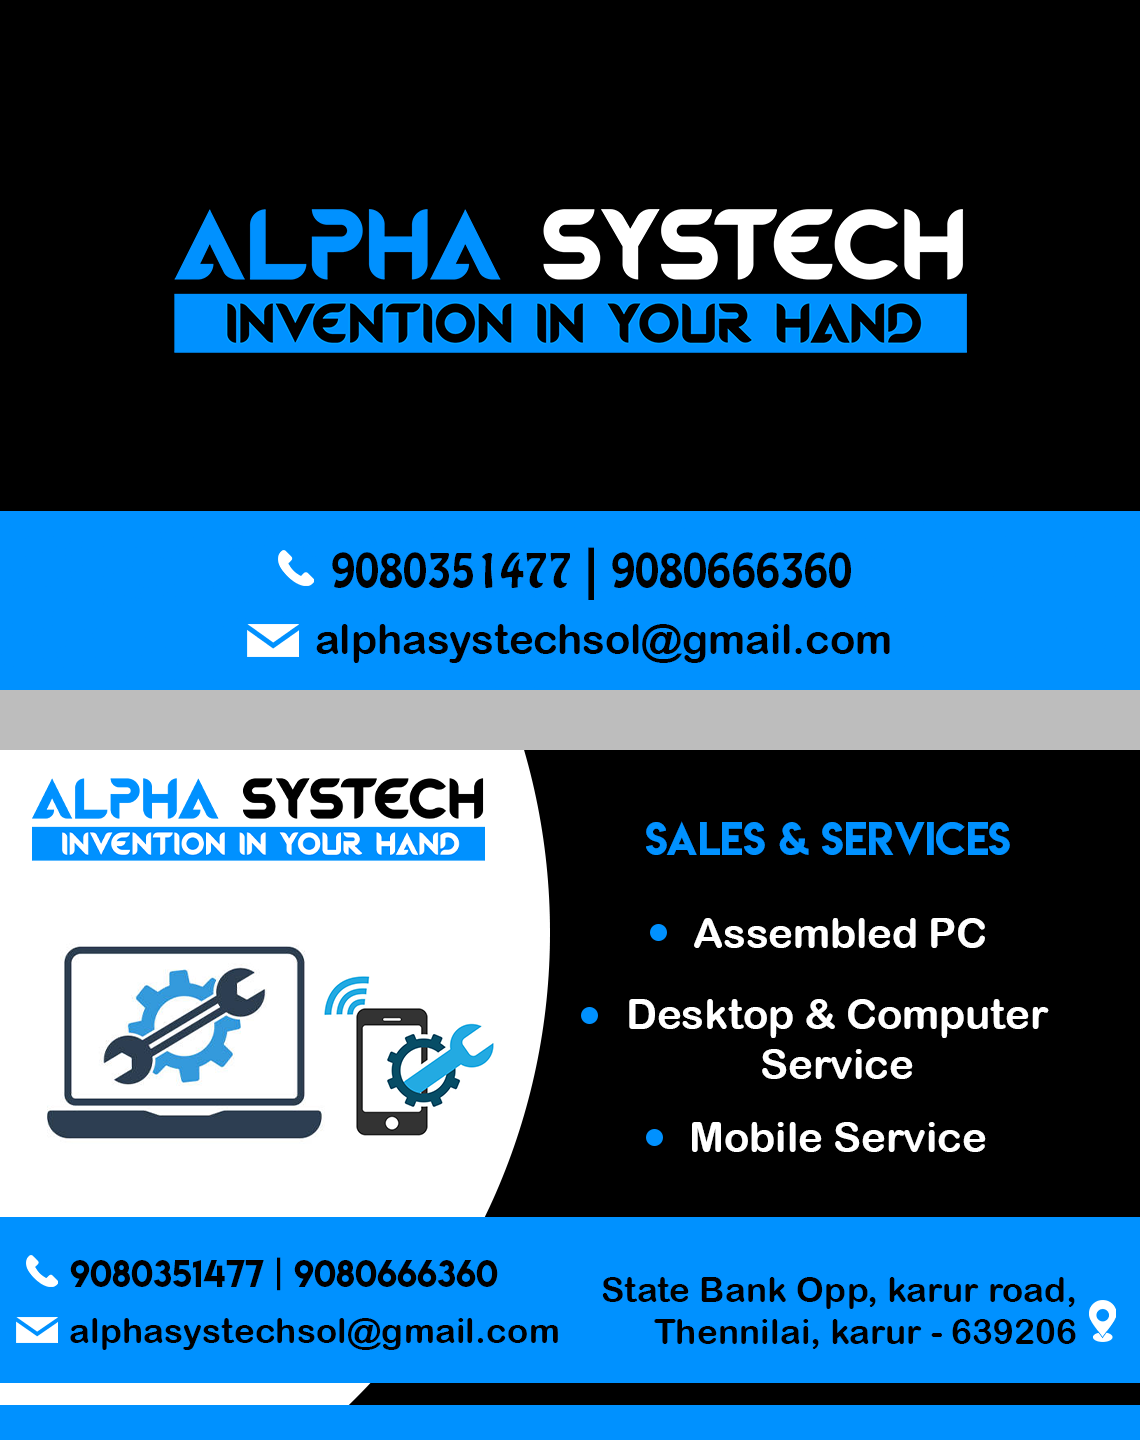 ALPHA SYSTECH
INVENTION IN YOUR HAND
9080351477 | 9080666360
alphasystechsol@gmail.com
ALPHA SYSTECH
INVENTION IN YOUR HAND
SALES & SERVICES
• Assembled PC
• Desktop & Computer
Service
• Mobile Service
9080351477 | 9080666360
alphasystechsol@gmail.com
State Bank Opp, karur road,
Thennilai, karur - 639206